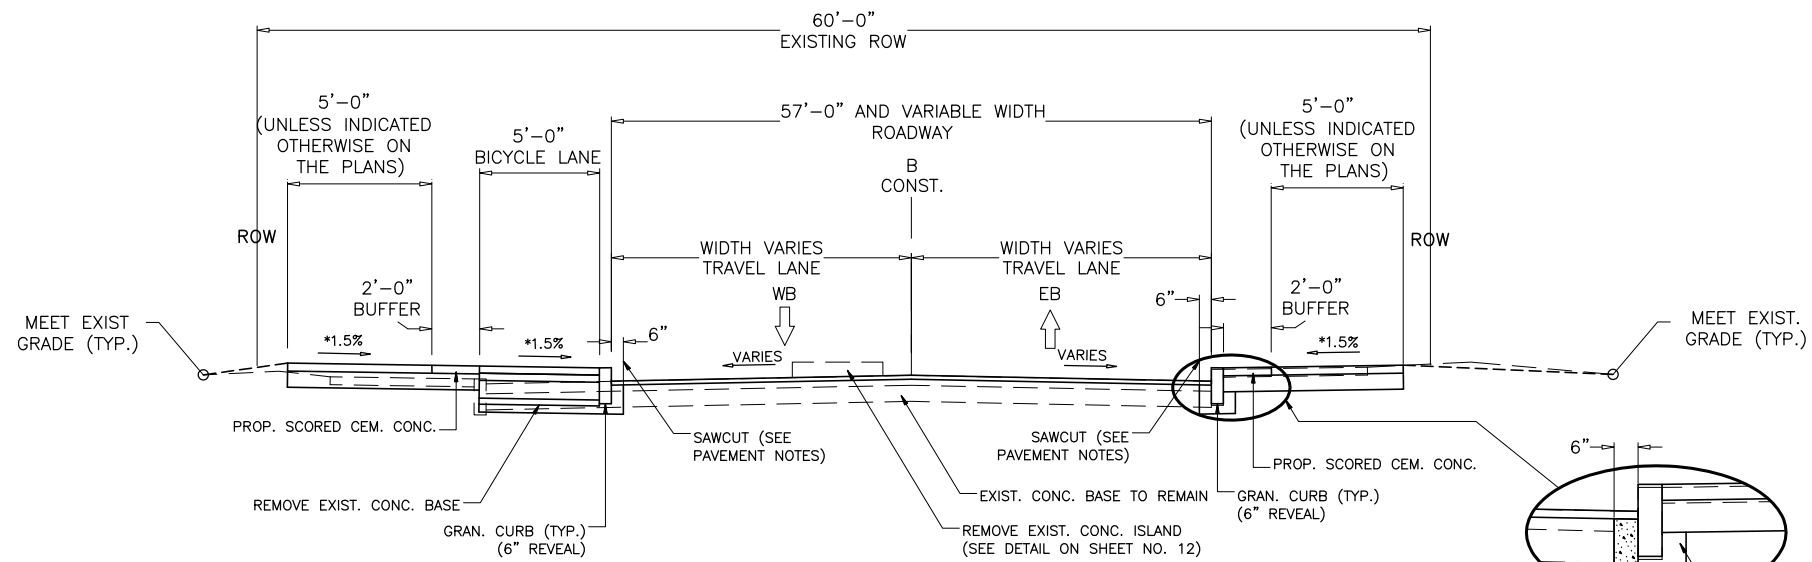 60'-0"
EXISTING ROW
5'-0"
(UNLESS INDICATED
OTHERWISE ON
THE PLANS)
5'-0"
BICYCLE LANE
57'-0" AND VARIABLE WIDTH
ROADWAY
B
CONST.
5'-0"
(UNLESS INDICATED
OTHERWISE ON
THE PLANS)
ROW
ROW
WIDTH VARIES
TRAVEL LANE
WIDTH VARIES
TRAVEL LANE
2'-0"
BUFFER
WB
EB
6"
2'-0"
BUFFER
MEET EXIST
GRADE (TYP.)
*1.5%
*1.5%
6"
VARIES
VARIES
*1.5%
MEET EXIST.
GRADE (TYP.)
PROP. SCORED CEM. CONC.
SAWCUT (SEE
PAVEMENT NOTES)
SAWCUT (SEE
PAVEMENT NOTES)
PROP. SCORED CEM. CONC.
6"
REMOVE EXIST. CONC. BASE
EXIST. CONC. BASE TO REMAIN
GRAN. CURB (TYP.)
(6" REVEAL)
GRAN. CURB (TYP.)
(6" REVEAL)
REMOVE EXIST. CONC. ISLAND
(SEE DETAIL ON SHEET NO. 12)